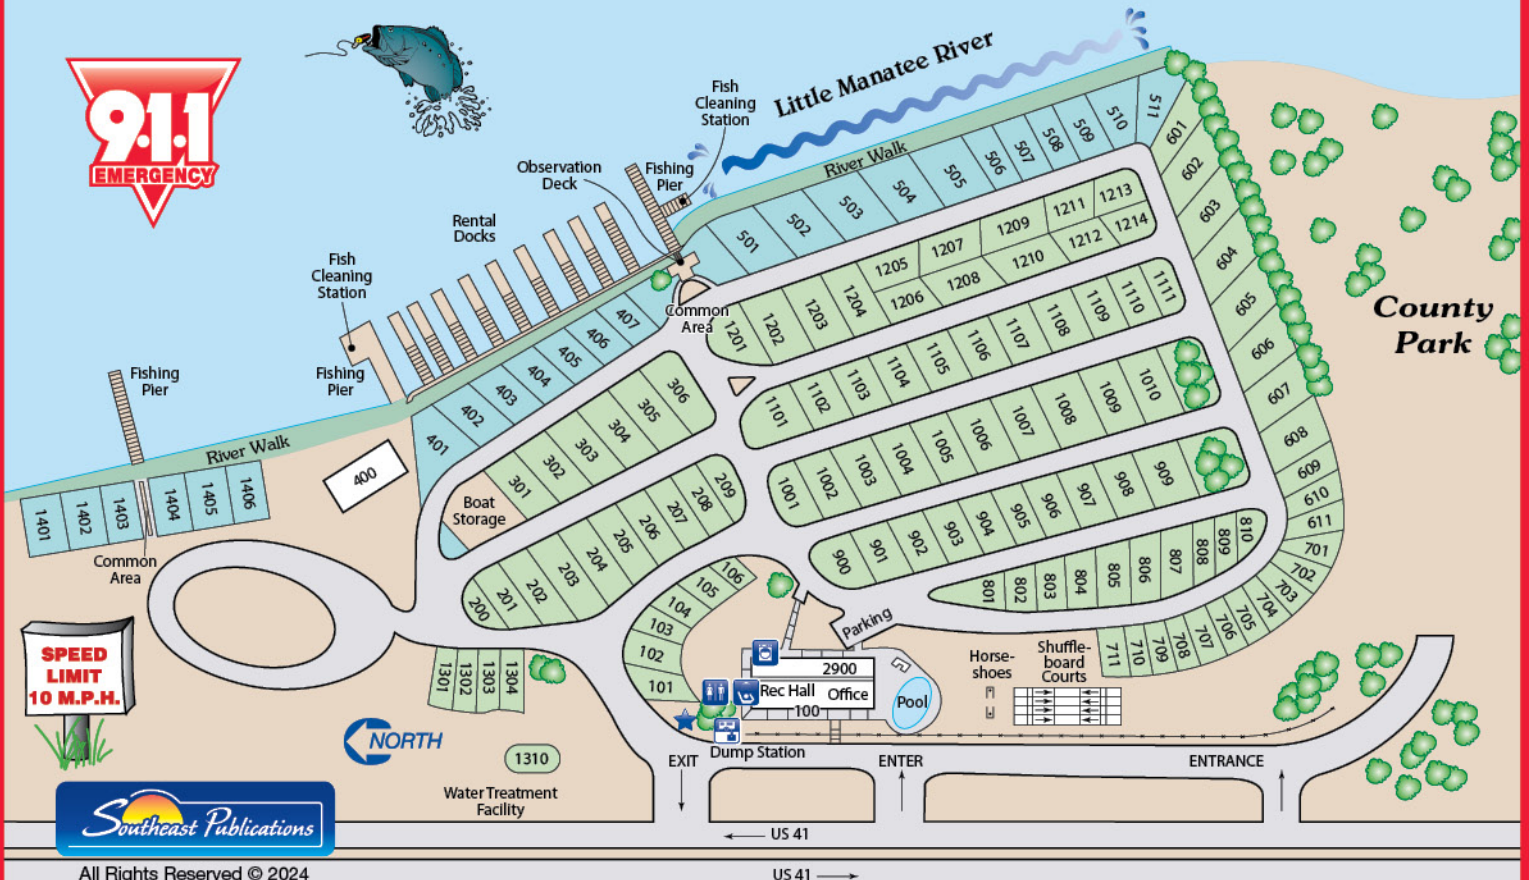 9·1·1
EMERGENCY
Little Manatee River
Fish
Cleaning
Station
Observation
Deck
Fishing
Pier
Rental
Docks
Fish
Cleaning
Station
Fishing
Pier
Fishing
Pier
River Walk
River Walk
County
Park
Common
Area
501
502
503
504
505
506
507
508
509
510
511
601
602
603
604
605
606
607
608
609
610
611
701
702
703
704
705
706
707
708
709
710
711
1201
1202
1203
1204
1205
1206
1207
1208
1209
1210
1211
1212
1213
1214
1101
1102
1103
1104
1105
1106
1107
1108
1109
1110
1111
1001
1002
1003
1004
1005
1006
1007
1008
1009
1010
900
901
902
903
904
905
906
907
908
909
801
802
803
804
805
806
807
808
809
810
400
401
402
403
404
405
406
407
301
302
303
304
305
306
Boat
Storage
200
201
202
203
204
205
206
207
208
209
101
102
103
104
105
106
1401
1402
1403
1404
1405
1406
Common
Area
1301
1302
1303
1304
1310
Water Treatment
Facility
SPEED
LIMIT
10 M.P.H.
NORTH
Parking
2900
Rec Hall
Office
100
Pool
Horse-
shoes
Shuffle-
board
Courts
Dump Station
EXIT
ENTER
ENTRANCE
US 41
US 41
Southeast Publications
All Rights Reserved © 2024